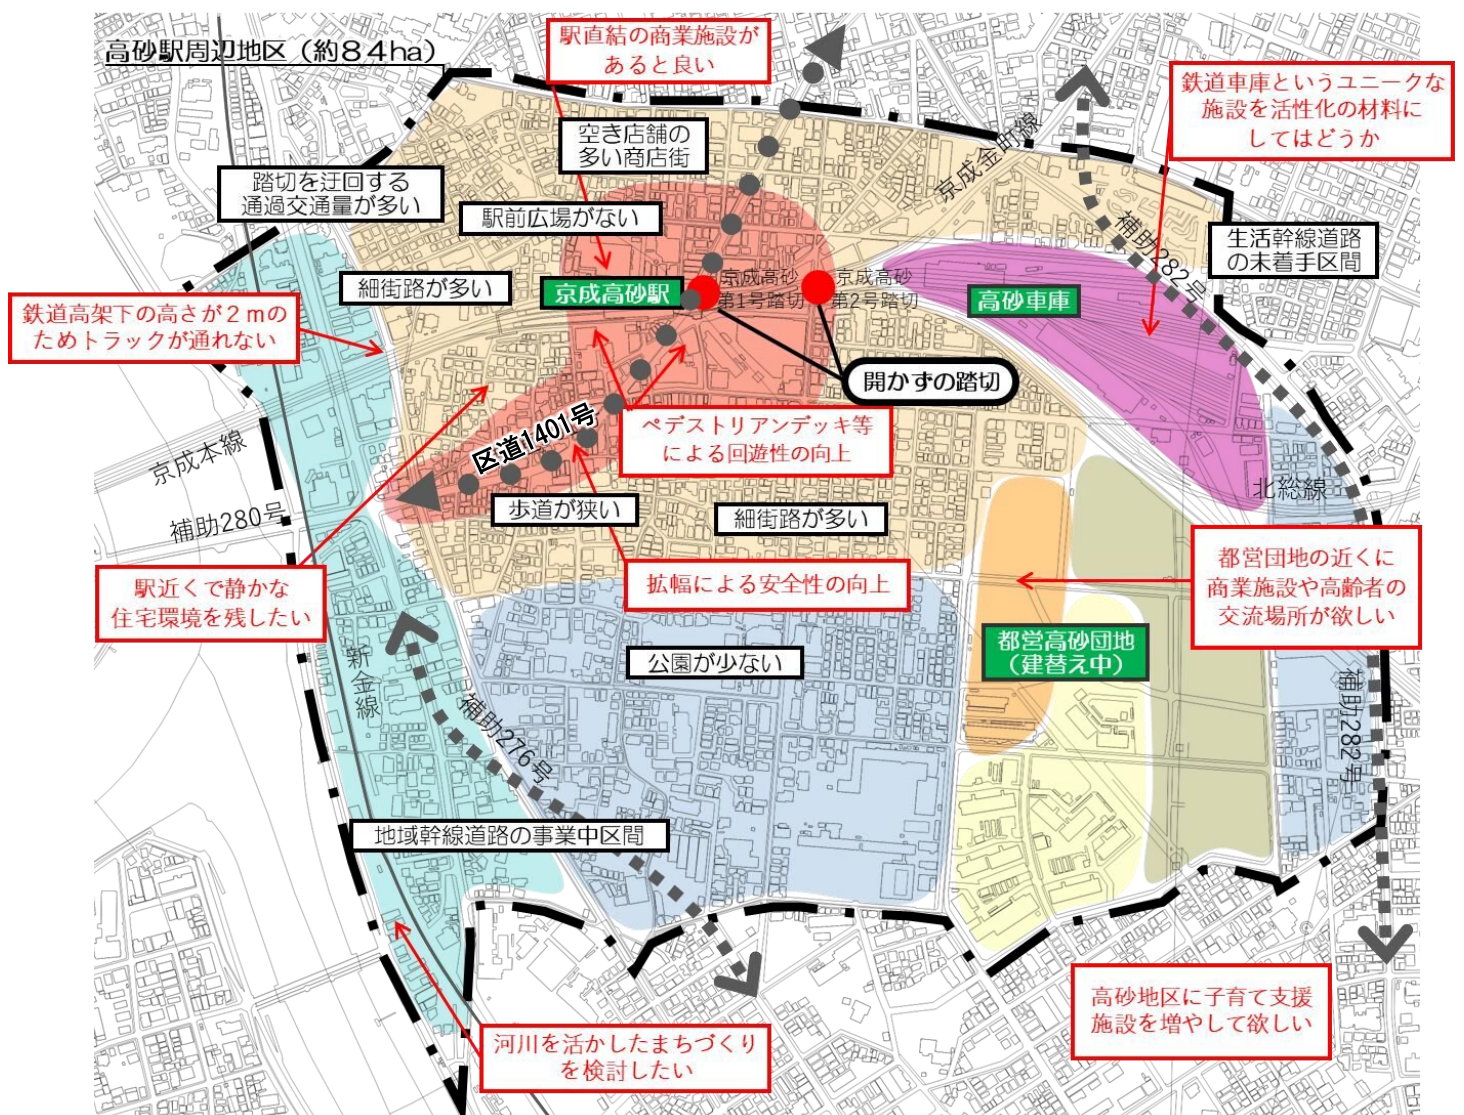 高砂駅周辺地区（約８４ha）
駅直結の商業施設が
あると良い
鉄道車庫というユニークな
施設を活性化の材料に
してはどうか
空き店舗の
多い商店街
京成金町線
踏切を迂回する
通過交通量が多い
駅前広場がない
補助282号
生活幹線道路
の未着手区間
細街路が多い
京成高砂駅
京成高砂
第1号踏切
京成高砂
第2号踏切
高砂車庫
鉄道高架下の高さが２ｍの
ためトラックが通れない
開かずの踏切
ペデストリアンデッキ等
による回遊性の向上
区道1401号
京成本線
補助280号
歩道が狭い
細街路が多い
北総線
駅近くで静かな
住宅環境を残したい
拡幅による安全性の向上
都営団地の近くに
商業施設や高齢者の
交流場所が欲しい
新金線
公園が少ない
都営高砂団地
（建替え中）
補助276号
補助282号
地域幹線道路の事業中区間
高砂地区に子育て支援
施設を増やして欲しい
河川を活かしたまちづくり
を検討したい